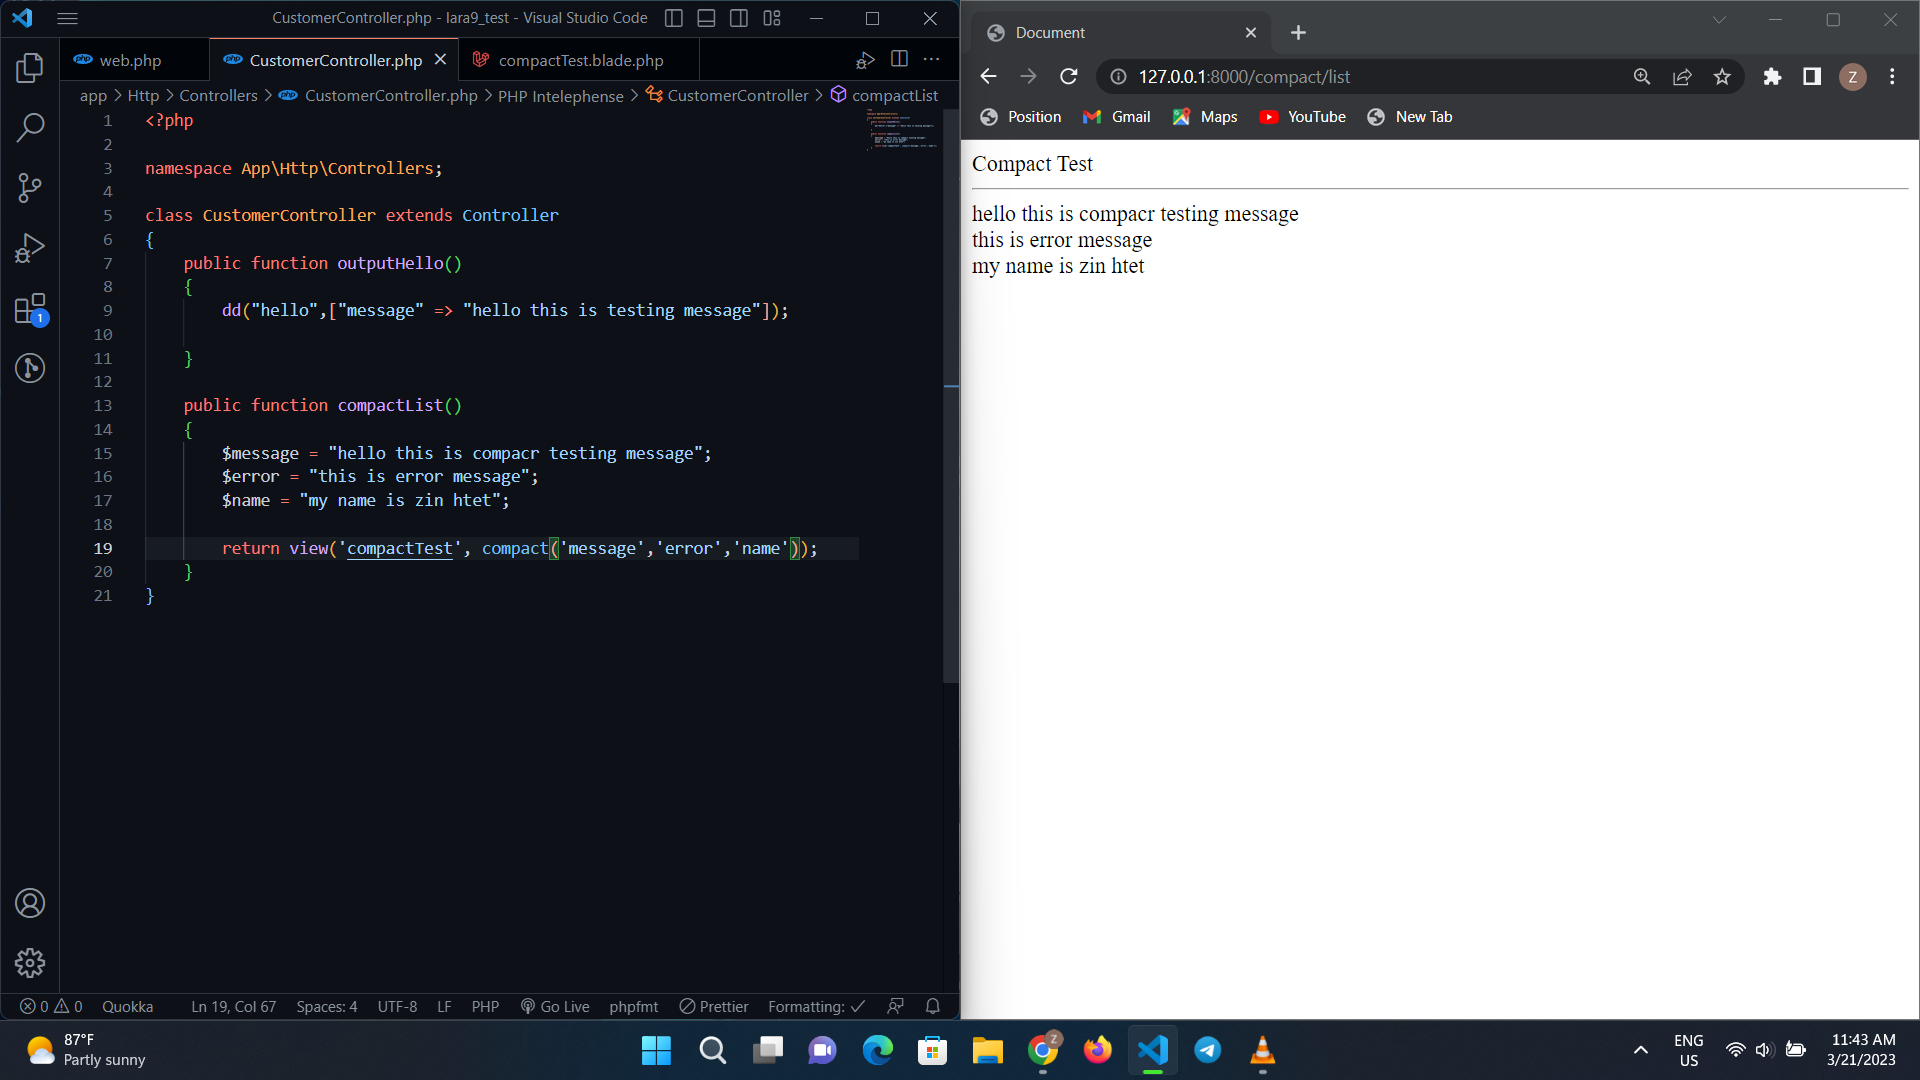 CustomerController.php - lara9_test - Visual Studio Code
web.php
CustomerController.php
compactTest.blade.php
app > Http > Controllers > CustomerController.php > PHP Intelephense > CustomerController > compactList
1 <?php
2
3 namespace App\Http\Controllers;
4
5 class CustomerController extends Controller
6 {
7 public function outputHello()
8 {
9 dd("hello",["message" => "hello this is testing message"]);
10
11 }
12
13 public function compactList()
14 {
15 $message = "hello this is compacr testing message";
16 $error = "this is error message";
17 $name = "my name is zin htet";
18
19 return view('compactTest', compact('message','error','name'));
20 }
21 }
1
0 0 Quokka Ln 19, Col 67 Spaces: 4 UTF-8 LF PHP Go Live phpfmt Prettier Formatting:
Document
127.0.0.1:8000/compact/list
Z
Position Gmail Maps YouTube New Tab
Compact Test
hello this is compacr testing message
this is error message
my name is zin htet
87°F
Partly sunny
Z
ENG
US
11:43 AM
3/21/2023